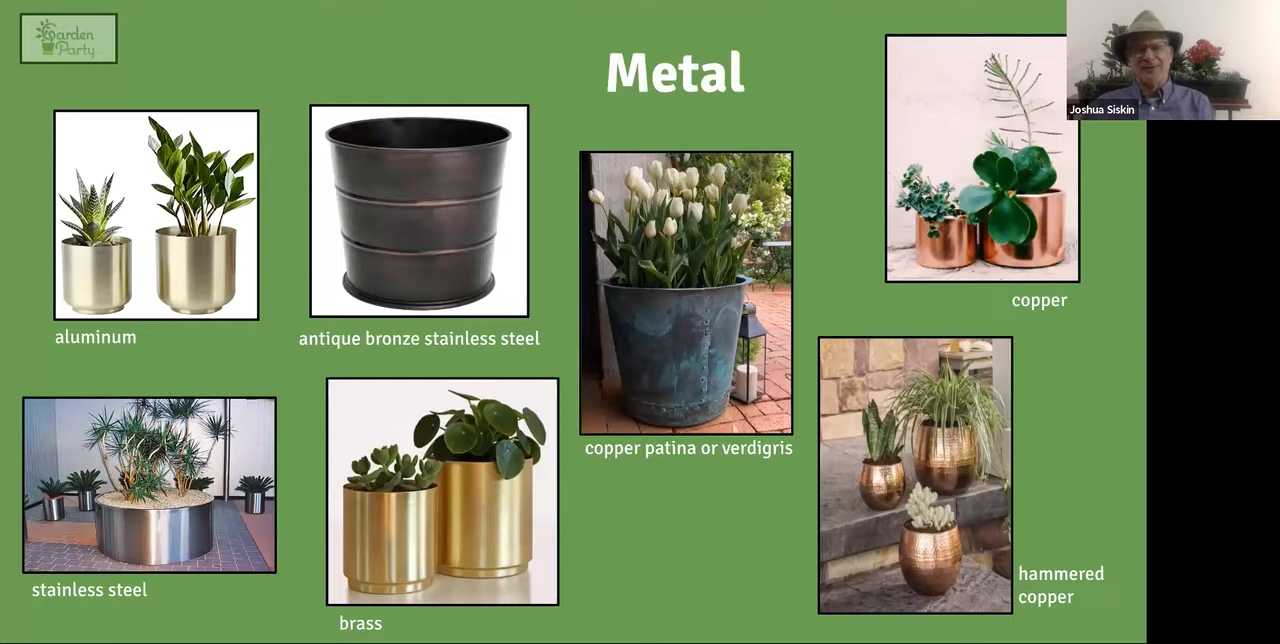 Garden
Party
Metal
Joshua Siskin
aluminum
antique bronze stainless steel
copper
copper patina or verdigris
stainless steel
brass
hammered
copper